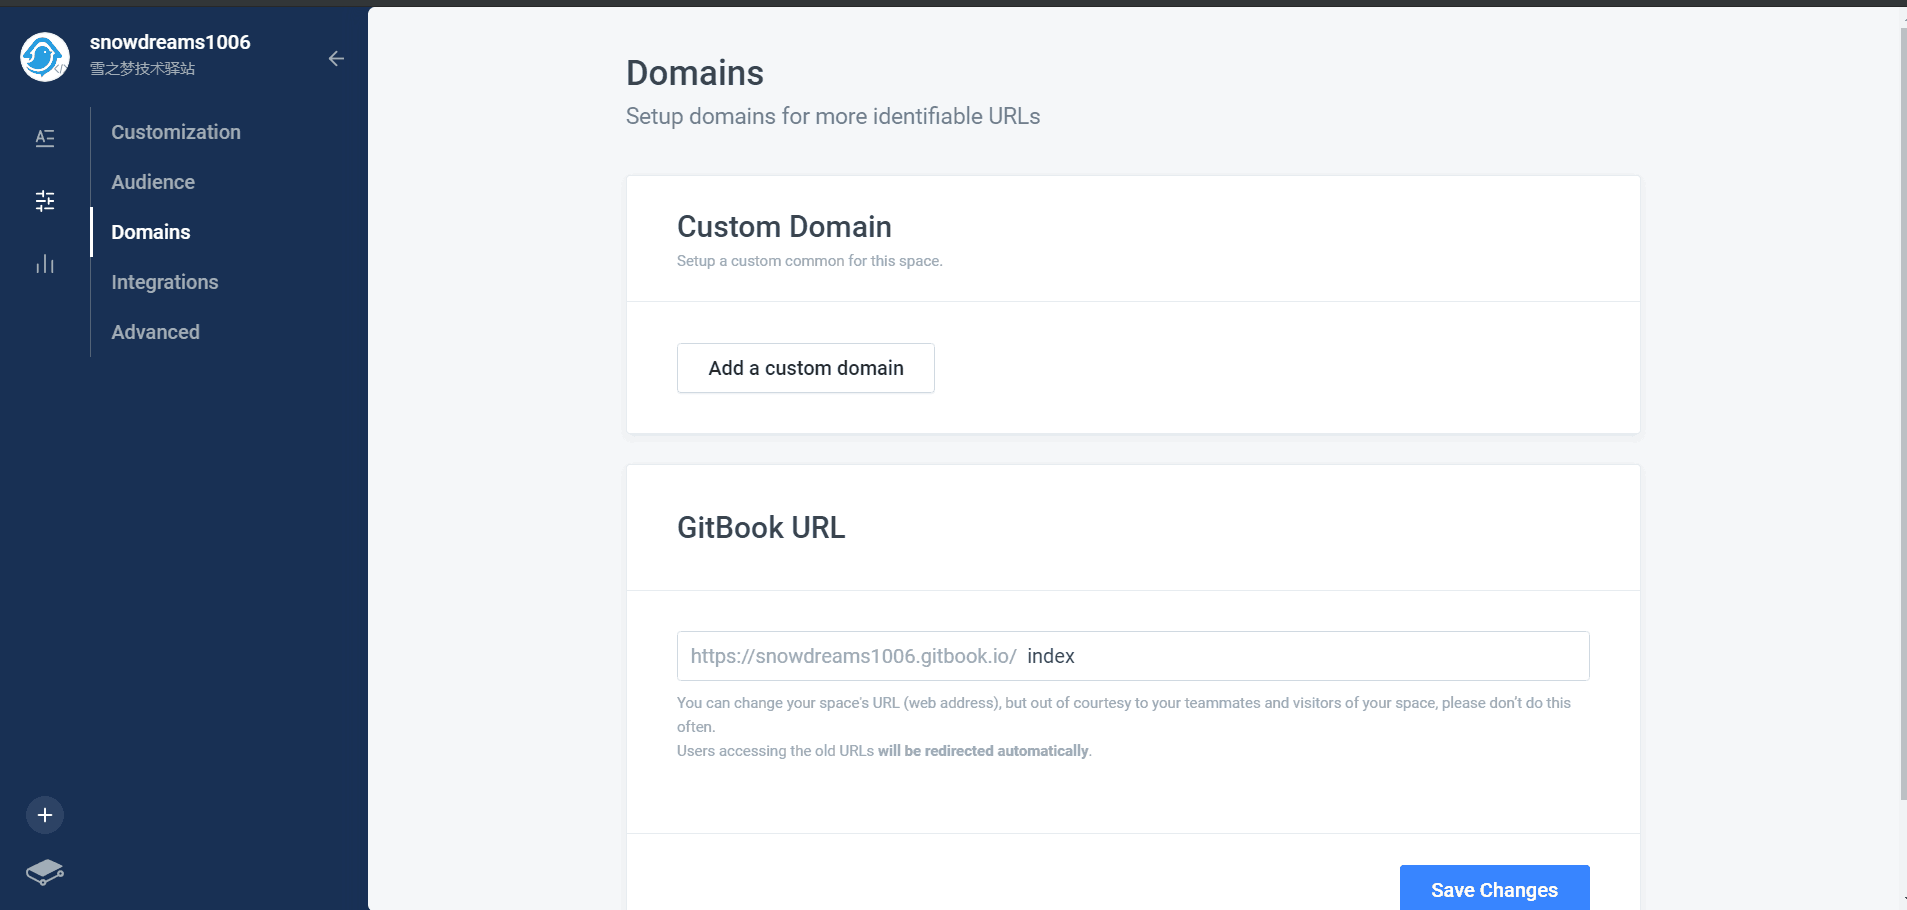 snowdreams1006
雪之梦技术驿站
Customization
Audience
Domains
Integrations
Advanced
Domains
Setup domains for more identifiable URLs
Custom Domain
Setup a custom common for this space.
Add a custom domain
GitBook URL
https://snowdreams1006.gitbook.io/ index
You can change your space's URL (web address), but out of courtesy to your teammates and visitors of your space, please don’t do this
often.
Users accessing the old URLs will be redirected automatically.
Save Changes